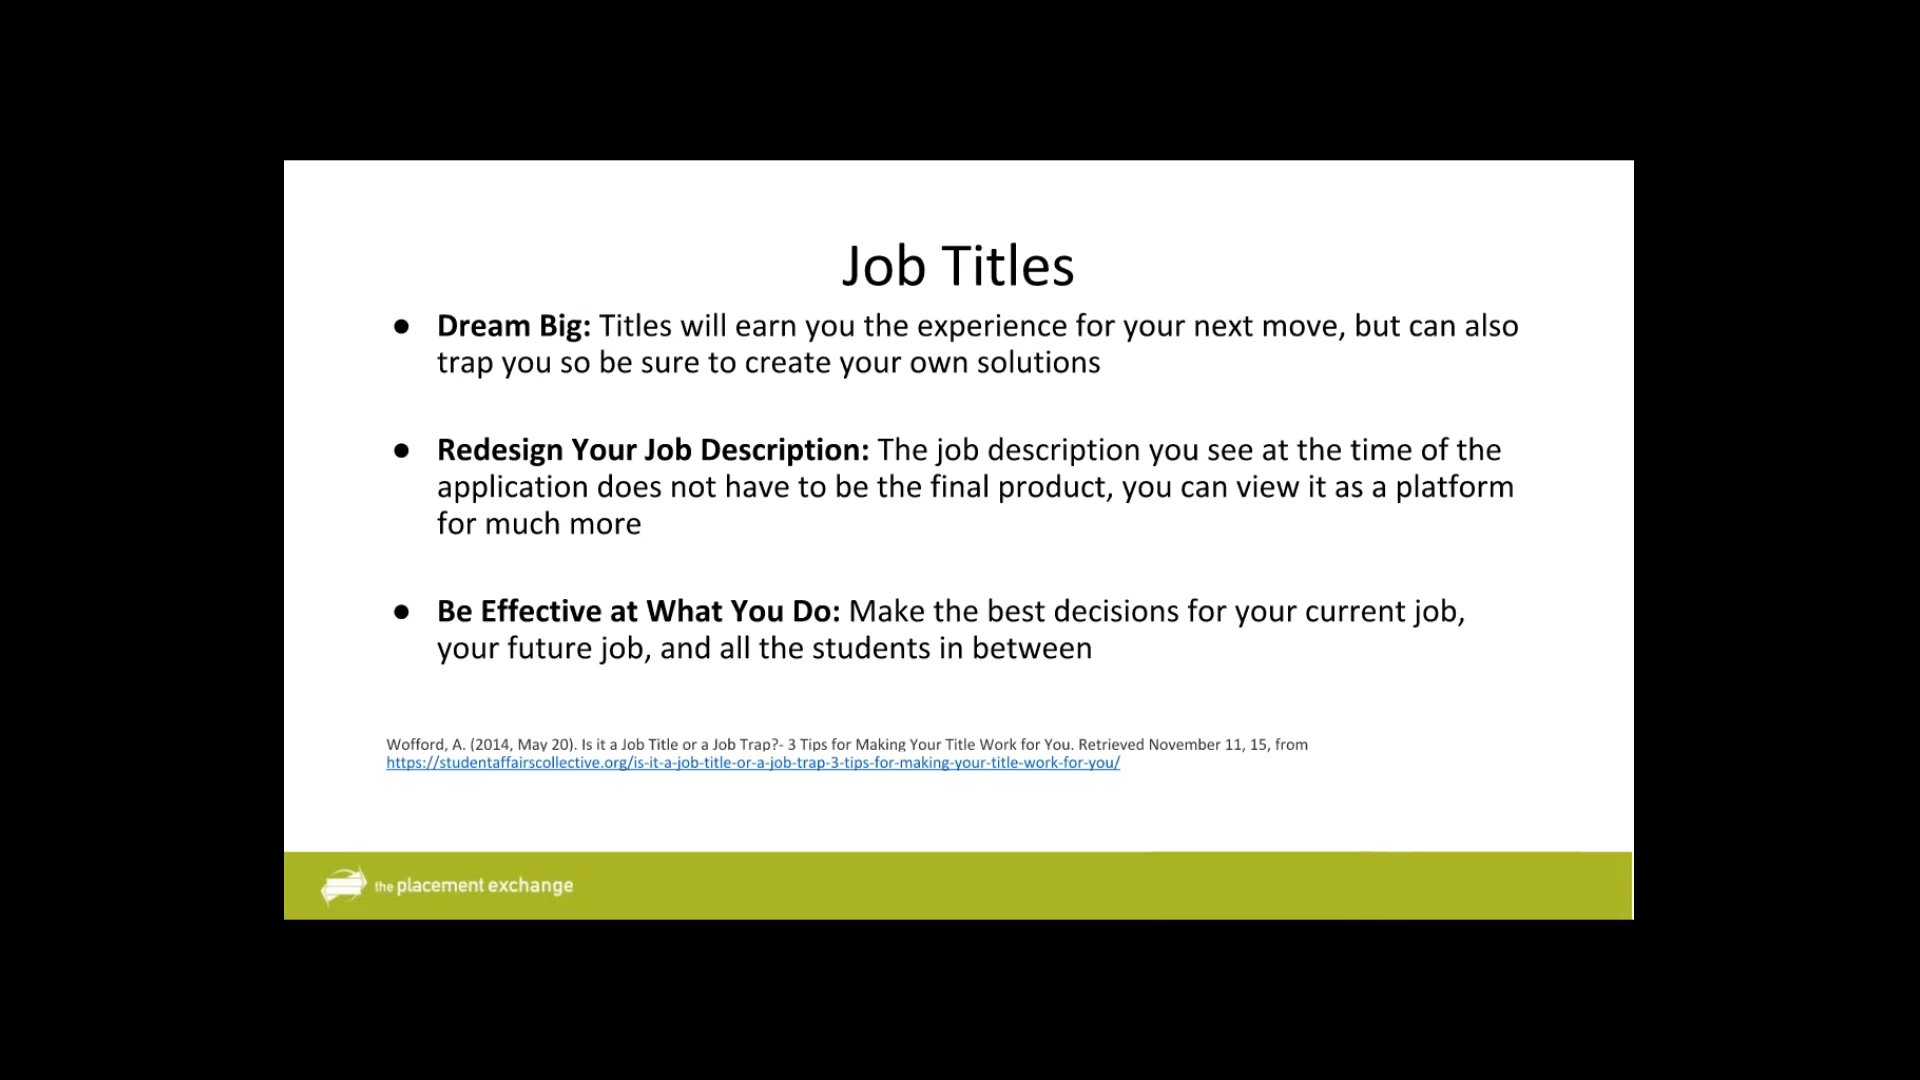 Job Titles
● Dream Big: Titles will earn you the experience for your next move, but can also
trap you so be sure to create your own solutions
● Redesign Your Job Description: The job description you see at the time of the
application does not have to be the final product, you can view it as a platform
for much more
● Be Effective at What You Do: Make the best decisions for your current job,
your future job, and all the students in between
Wofford, A. (2014, May 20). Is it a Job Title or a Job Trap?- 3 Tips for Making Your Title Work for You. Retrieved November 11, 15, from
https://studentaffairscollective.org/is-it-a-job-title-or-a-job-trap-3-tips-for-making-your-title-work-for-you/
the placement exchange